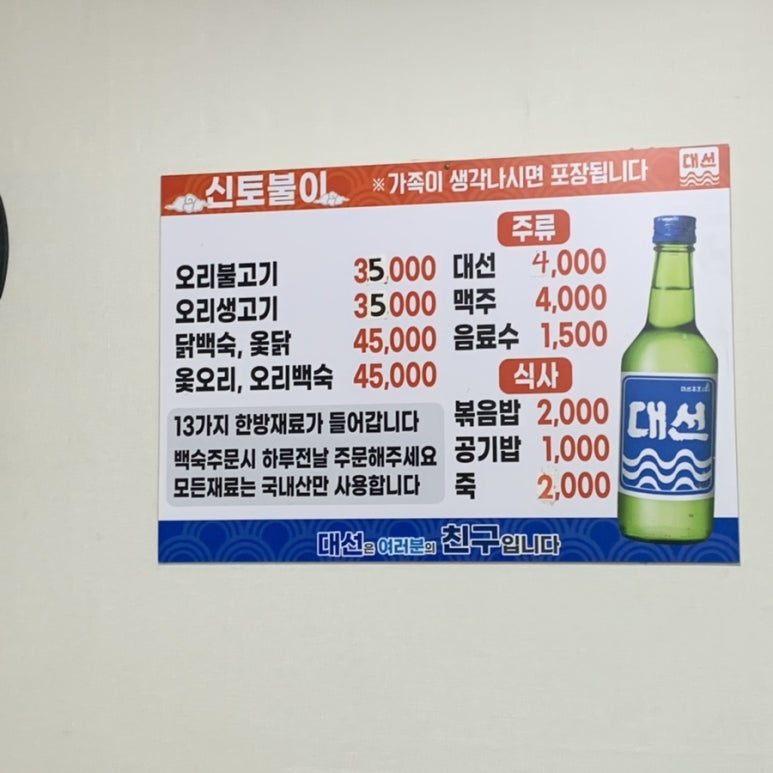 신토불이
※가족이 생각나시면 포장됩니다
대선
오리불고기 35,000
오리생고기 35,000
닭백숙, 옻닭 45,000
옻오리, 오리백숙 45,000
13가지 한방재료가 들어갑니다
백숙주문시 하루전날 주문해주세요
모든재료는 국내산만 사용합니다
주류
대선 4,000
맥주 4,000
음료수 1,500
식사
볶음밥 2,000
공기밥 1,000
죽 2,000
대선
대선은 여러분의 친구입니다